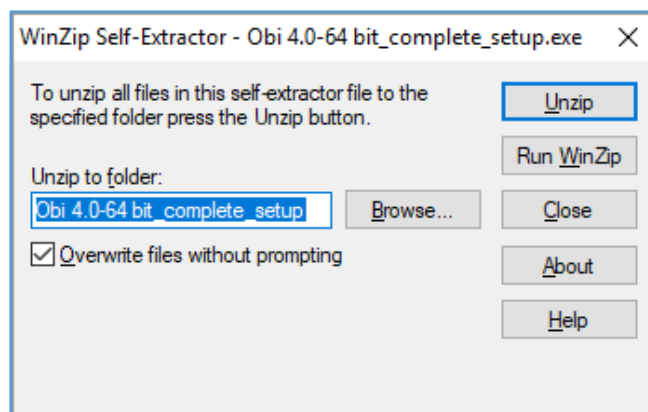 WinZip Self-Extractor - Obi 4.0-64 bit_complete_setup.exe
To unzip all files in this self-extractor file to the
specified folder press the Unzip button.
Unzip
Run WinZip
Unzip to folder:
Obi 4.0-64 bit_complete_setup
Browse...
Close
Overwrite files without prompting
About
Help